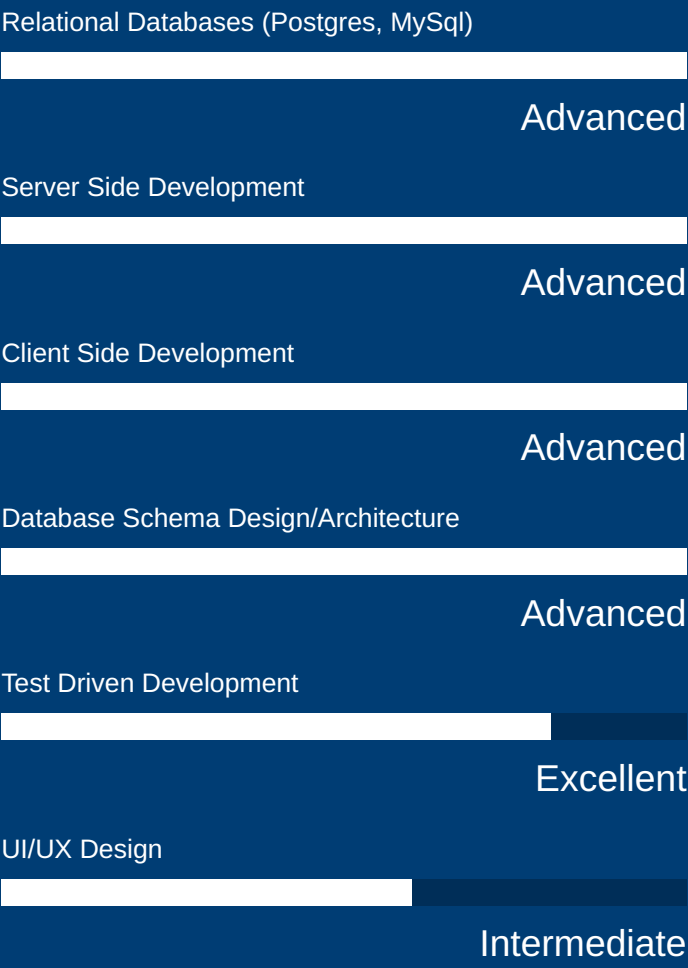 Relational Databases (Postgres, MySql)
Advanced
Server Side Development
Advanced
Client Side Development
Advanced
Database Schema Design/Architecture
Advanced
Test Driven Development
Excellent
UI/UX Design
Intermediate